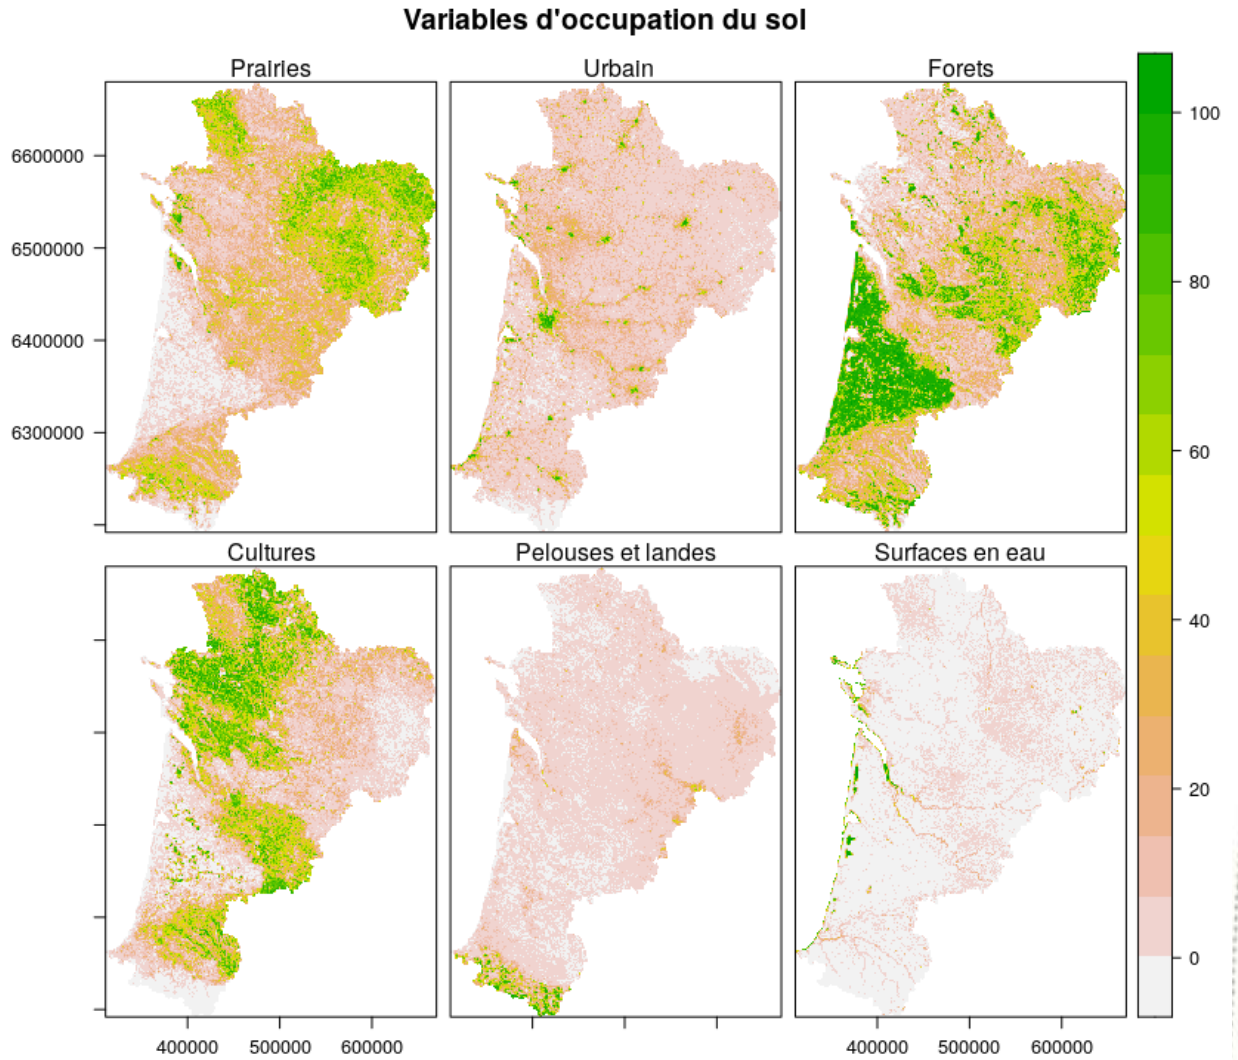 Variables d'occupation du sol
Prairies
Urbain
Forets
6600000
6500000
6400000
6300000
100
80
60
40
20
0
Cultures
Pelouses et landes
Surfaces en eau
400000
500000
600000
400000
500000
600000